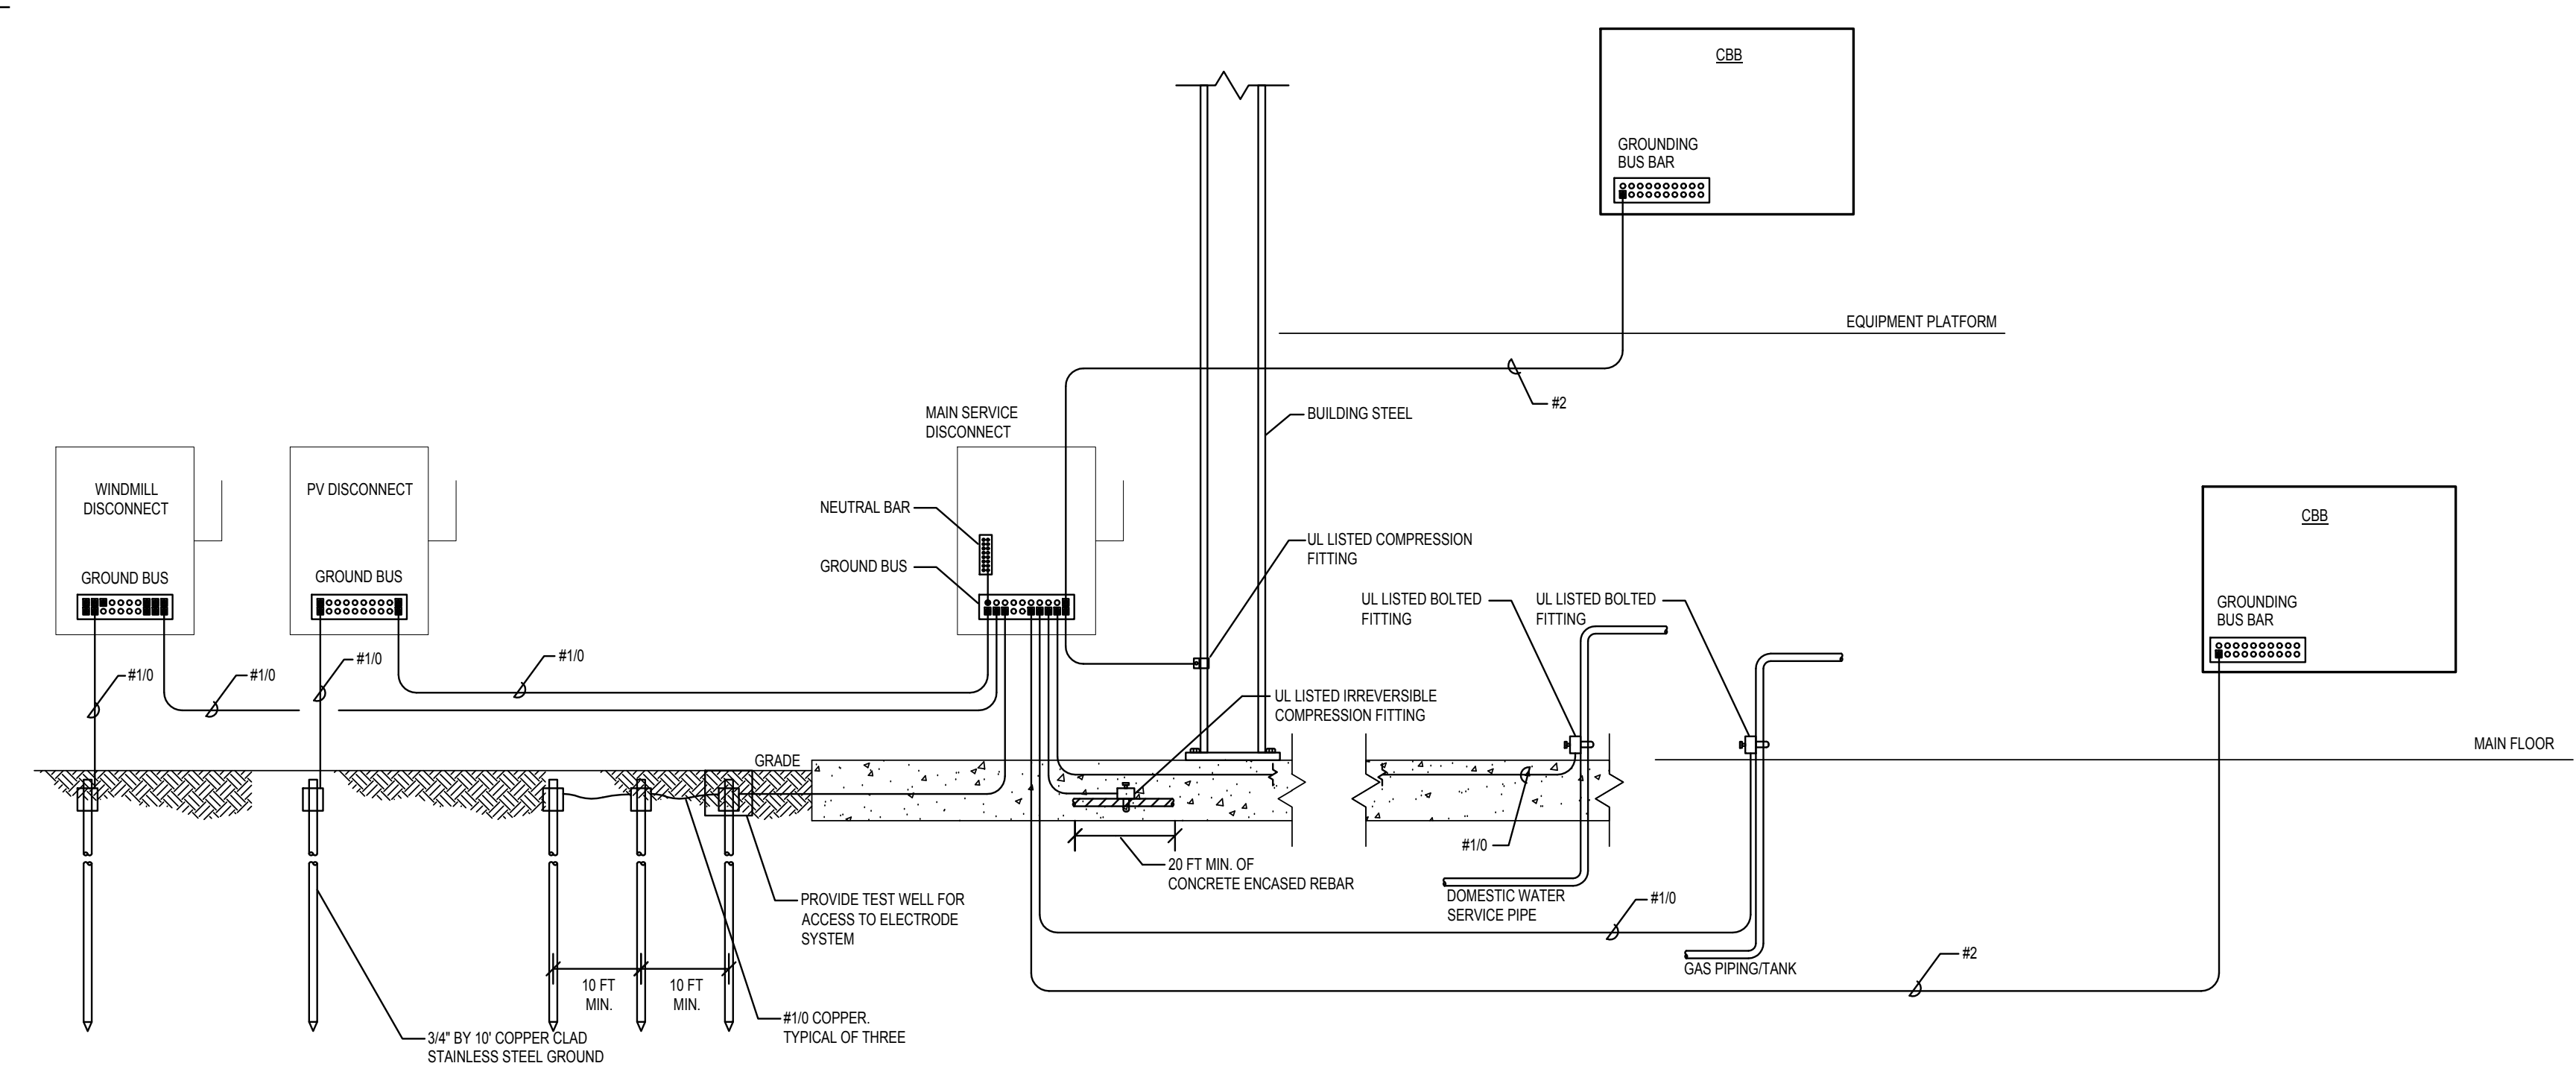 CBB
GROUNDING
BUS BAR
EQUIPMENT PLATFORM
#2
MAIN SERVICE
DISCONNECT
BUILDING STEEL
WINDMILL
DISCONNECT
PV DISCONNECT
NEUTRAL BAR
CBB
UL LISTED COMPRESSION
FITTING
GROUND BUS
GROUND BUS
GROUND BUS
UL LISTED BOLTED
FITTING
UL LISTED BOLTED
FITTING
GROUNDING
BUS BAR
#1/0
#1/0
#1/0
#1/0
UL LISTED IRREVERSIBLE
COMPRESSION FITTING
MAIN FLOOR
GRADE
#1/0
20 FT MIN. OF
CONCRETE ENCASED REBAR
PROVIDE TEST WELL FOR
ACCESS TO ELECTRODE
SYSTEM
DOMESTIC WATER
SERVICE PIPE
#1/0
#2
GAS PIPING/TANK
10 FT
MIN.
10 FT
MIN.
#1/0 COPPER.
TYPICAL OF THREE
3/4" BY 10' COPPER CLAD
STAINLESS STEEL GROUND